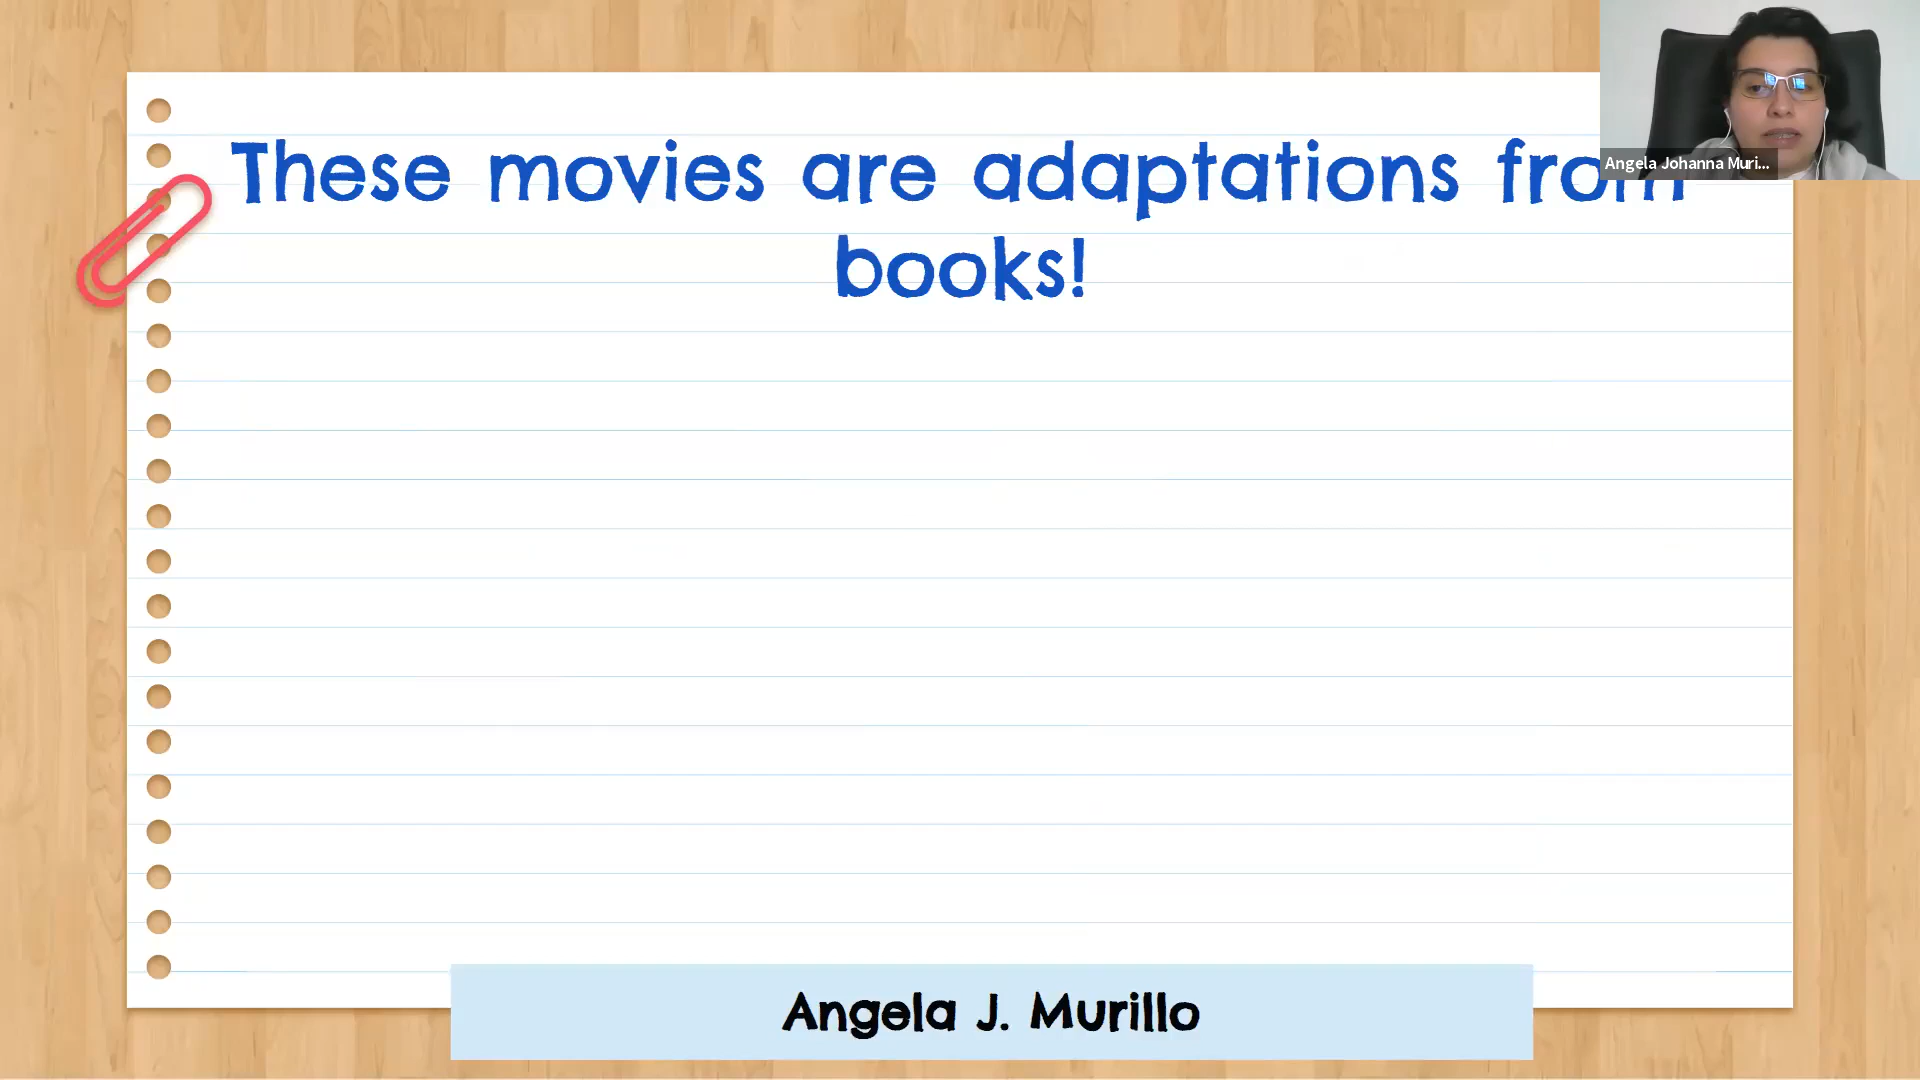 These movies are adaptations from
books!
Angela Johanna Muri...
Angela J. Murillo